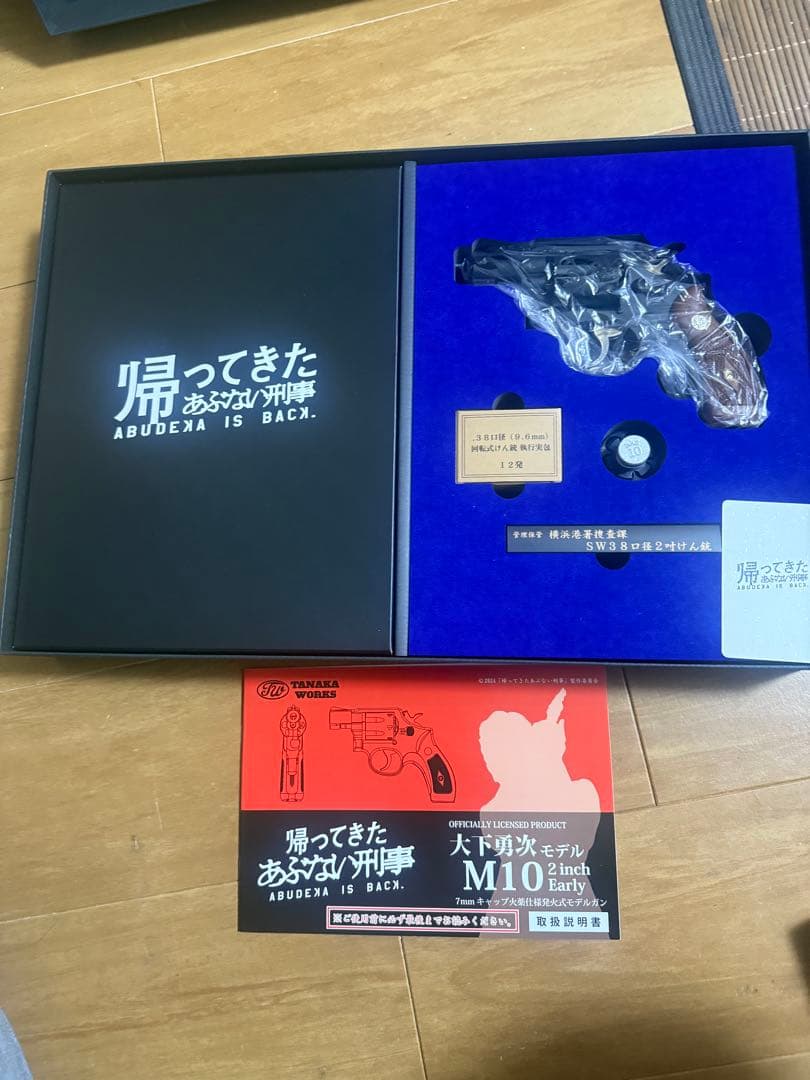 帰ってきた
あぶない刑事
ABUDEKA IS BACK.
.38口径（9.6mm）
回転式けん銃 執行実包
12発
管理保管 横浜港署捜査課
SW38口径2吋けん銃
帰ってきた
あぶない刑事
ABUDEKA IS BACK.
TW TANAKA
WORKS
©2024「帰ってきたあぶない刑事」製作委員会
OFFICIALLY LICENSED PRODUCT
帰ってきた
あぶない刑事
ABUDEKA IS BACK.
大下勇次モデル
M10 2 inch
Early
7mmキャップ火薬仕様発火式モデルガン
※ご使用前に必ず最後までお読みください。
取扱説明書